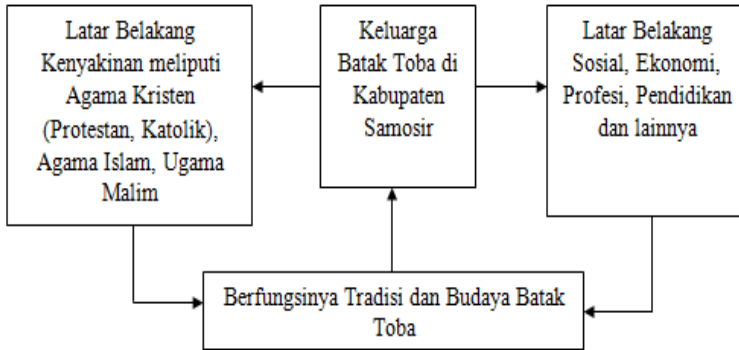 Latar Belakang
Kenyakinan meliputi
Agama Kristen
(Protestan, Katolik),
Agama Islam, Ugama
Malim
Keluarga
Batak Toba di
Kabupaten
Samosir
Latar Belakang
Sosial, Ekonomi,
Profesi, Pendidikan
dan lainnya
Berfungsinya Tradisi dan Budaya Batak
Toba